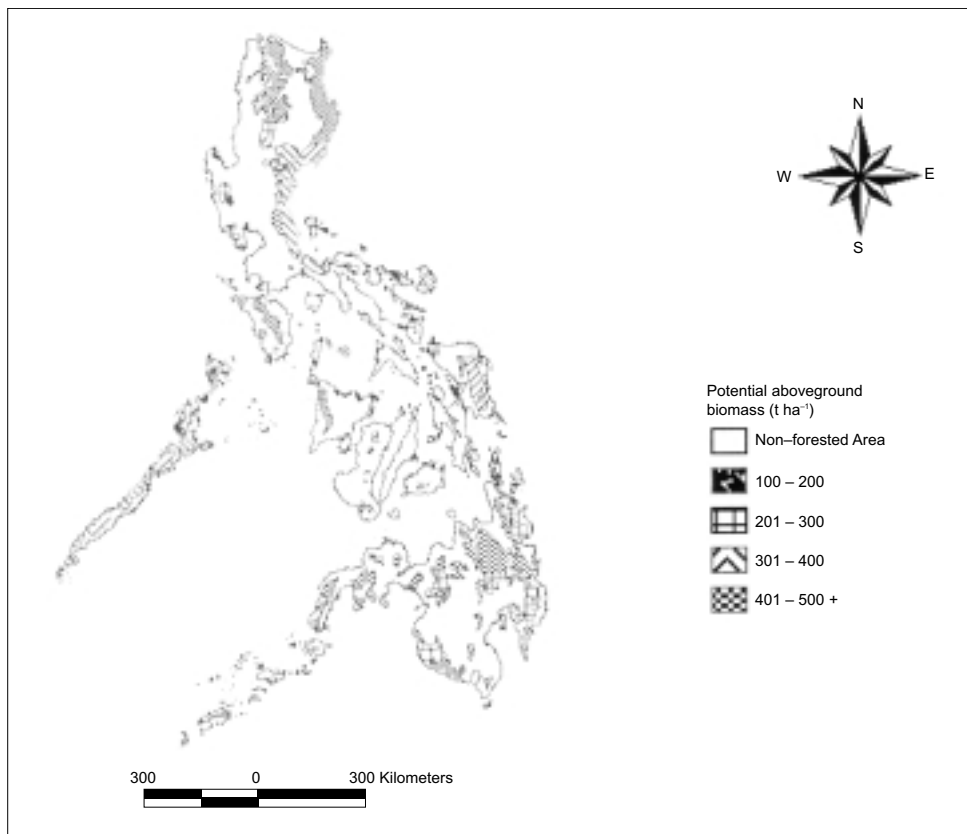 N
W
E
S
Potential aboveground
biomass (t ha⁻¹)
Non–forested Area
100 – 200
201 – 300
301 – 400
401 – 500 +
300 0 300 Kilometers